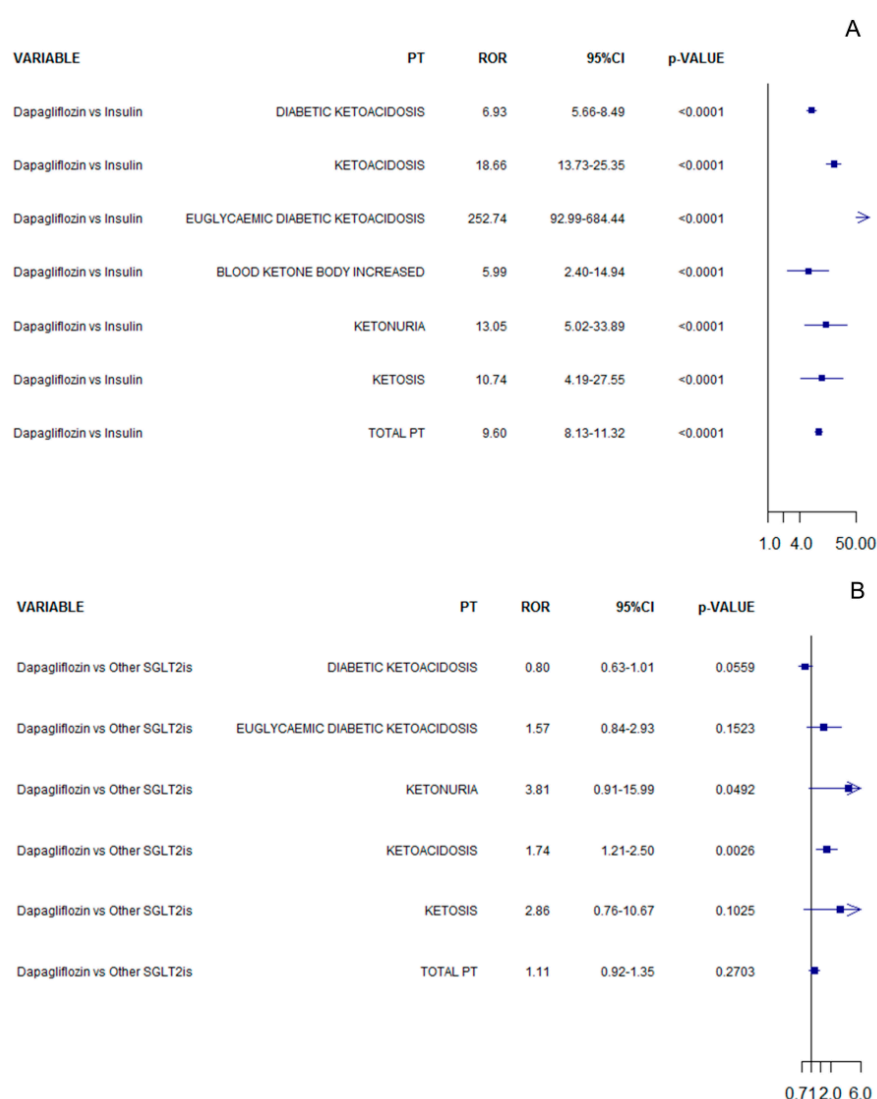 A
VARIABLE PT ROR 95%CI p-VALUE
Dapagliflozin vs Insulin DIABETIC KETOACIDOSIS 6.93 5.66-8.49 <0.0001
Dapagliflozin vs Insulin KETOACIDOSIS 18.66 13.73-25.35 <0.0001
Dapagliflozin vs Insulin EUGLYCAEMIC DIABETIC KETOACIDOSIS 252.74 92.99-684.44 <0.0001
Dapagliflozin vs Insulin BLOOD KETONE BODY INCREASED 5.99 2.40-14.94 <0.0001
Dapagliflozin vs Insulin KETONURIA 13.05 5.02-33.89 <0.0001
Dapagliflozin vs Insulin KETOSIS 10.74 4.19-27.55 <0.0001
Dapagliflozin vs Insulin TOTAL PT 9.60 8.13-11.32 <0.0001
1.0 4.0 50.00
B
VARIABLE PT ROR 95%CI p-VALUE
Dapagliflozin vs Other SGLT2is DIABETIC KETOACIDOSIS 0.80 0.63-1.01 0.0559
Dapagliflozin vs Other SGLT2is EUGLYCAEMIC DIABETIC KETOACIDOSIS 1.57 0.84-2.93 0.1523
Dapagliflozin vs Other SGLT2is KETONURIA 3.81 0.91-15.99 0.0492
Dapagliflozin vs Other SGLT2is KETOACIDOSIS 1.74 1.21-2.50 0.0026
Dapagliflozin vs Other SGLT2is KETOSIS 2.86 0.76-10.67 0.1025
Dapagliflozin vs Other SGLT2is TOTAL PT 1.11 0.92-1.35 0.2703
0.712.0 6.0